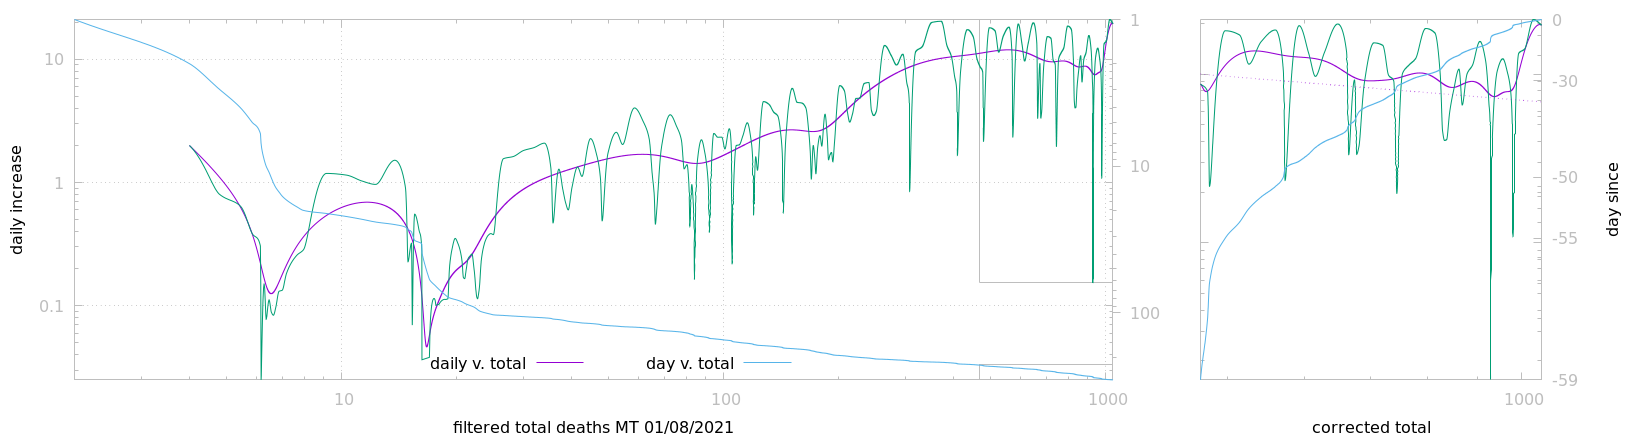 10
1
0.1
daily increase
10
100
1000
filtered total deaths MT 01/08/2021
daily v. total
day v. total
1
10
100
1000
corrected total
0
-30
-50
-55
-59
day since